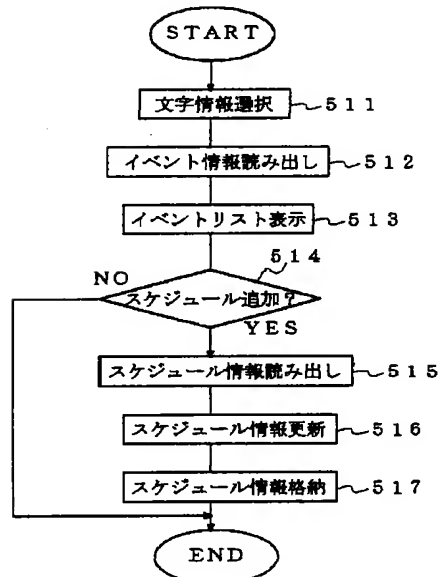 START
文字情報選択 511
イベント情報読み出し 512
イベントリスト表示 513
514
NO
スケジュール追加?
YES
スケジュール情報読み出し 515
スケジュール情報更新 516
スケジュール情報格納 517
END